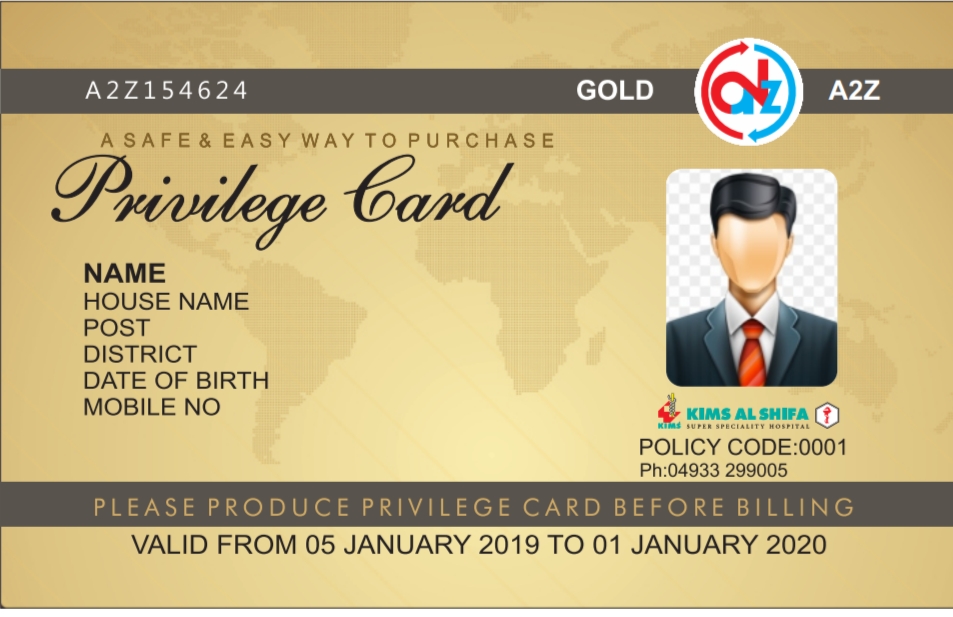 A2Z154624
GOLD
a2z
A2Z
A SAFE & EASY WAY TO PURCHASE
Privilege Card
NAME
HOUSE NAME
POST
DISTRICT
DATE OF BIRTH
MOBILE NO
KIMS
KIMS AL SHIFA
SUPER SPECIALITY HOSPITAL
POLICY CODE:0001
Ph:04933 299005
PLEASE PRODUCE PRIVILEGE CARD BEFORE BILLING
VALID FROM 05 JANUARY 2019 TO 01 JANUARY 2020